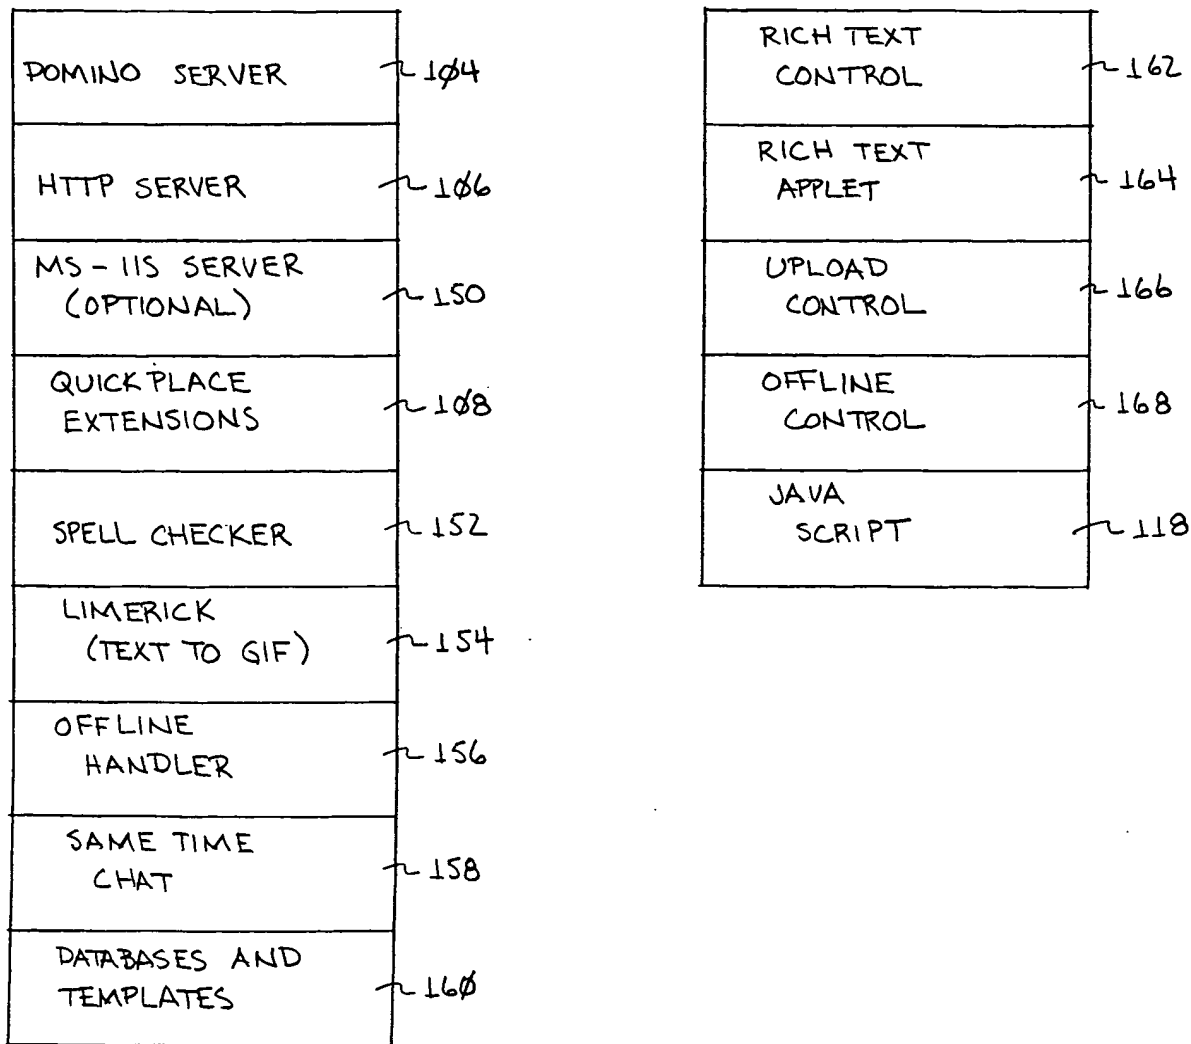 DOMINO SERVER 104
HTTP SERVER 106
MS-IIS SERVER
(OPTIONAL) 150
QUICKPLACE
EXTENSIONS 108
SPELL CHECKER 152
LIMERICK
(TEXT TO GIF) 154
OFFLINE
HANDLER 156
SAME TIME
CHAT 158
DATABASES AND
TEMPLATES 160
RICH TEXT
CONTROL 162
RICH TEXT
APPLET 164
UPLOAD
CONTROL 166
OFFLINE
CONTROL 168
JAVA
SCRIPT 118